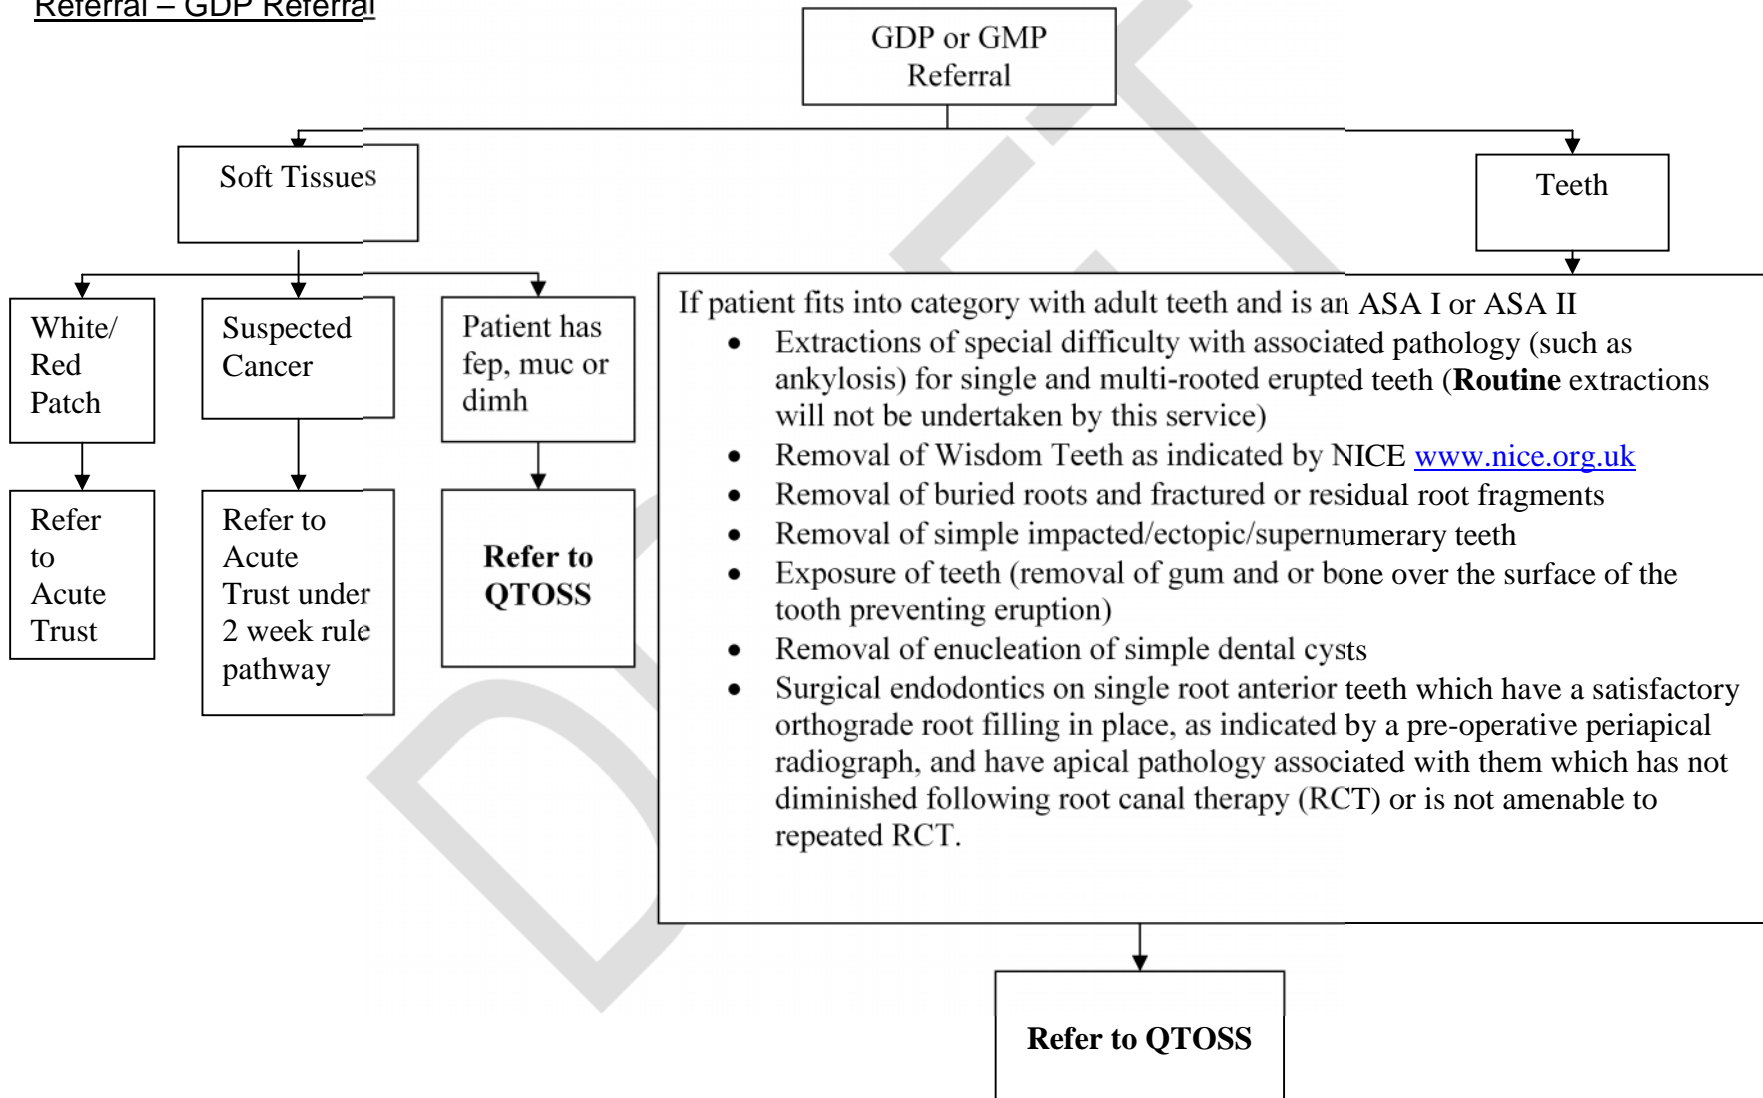 Referral – GDP Referral
GDP or GMP
Referral
Soft Tissues
Teeth
White/
Red
Patch
Suspected
Cancer
Patient has
fep, muc or
dimh
Refer
to
Acute
Trust
Refer to
Acute
Trust under
2 week rule
pathway
Refer to
QTOSS
If patient fits into category with adult teeth and is an ASA I or ASA II
• Extractions of special difficulty with associated pathology (such as
ankylosis) for single and multi-rooted erupted teeth (Routine extractions
will not be undertaken by this service)
• Removal of Wisdom Teeth as indicated by NICE www.nice.org.uk
• Removal of buried roots and fractured or residual root fragments
• Removal of simple impacted/ectopic/supernumerary teeth
• Exposure of teeth (removal of gum and or bone over the surface of the
tooth preventing eruption)
• Removal of enucleation of simple dental cysts
• Surgical endodontics on single root anterior teeth which have a satisfactory
orthograde root filling in place, as indicated by a pre-operative periapical
radiograph, and have apical pathology associated with them which has not
diminished following root canal therapy (RCT) or is not amenable to
repeated RCT.
Refer to QTOSS